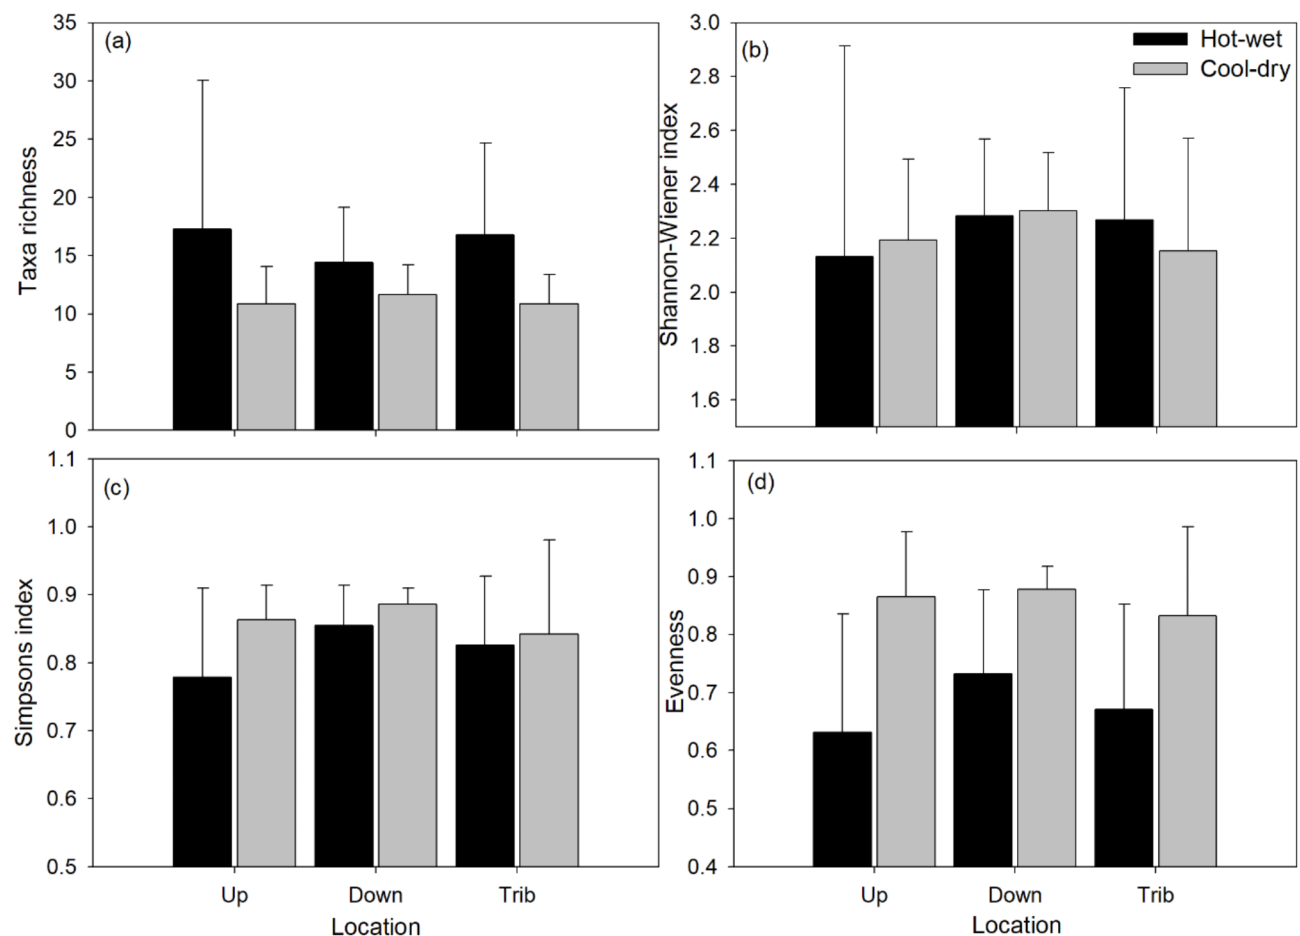 (a)
35
30
25
20
15
10
5
0
Taxa richness
(b)
Hot-wet
Cool-dry
3.0
2.8
2.6
2.4
2.2
2.0
1.8
1.6
Shannon-Wiener index
(c)
1.1
1.0
0.9
0.8
0.7
0.6
0.5
Simpsons index
Up Down Trib
Location
(d)
1.1
1.0
0.9
0.8
0.7
0.6
0.5
0.4
Evenness
Up Down Trib
Location